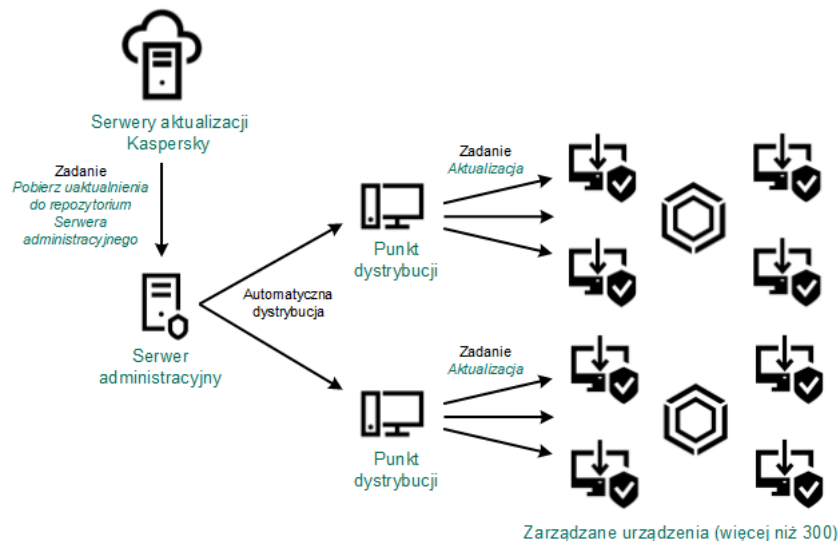 Serwery aktualizacji
Kaspersky
Zadanie
Pobierz uaktualnienia
do repozytorium
Serwera
administracyjnego
Serwer
administracyjny
Automatyczna
dystrybucja
Punkt
dystrybucji
Zadanie
Aktualizacja
Punkt
dystrybucji
Zadanie
Aktualizacja
Zarządzane urządzenia (więcej niż 300)